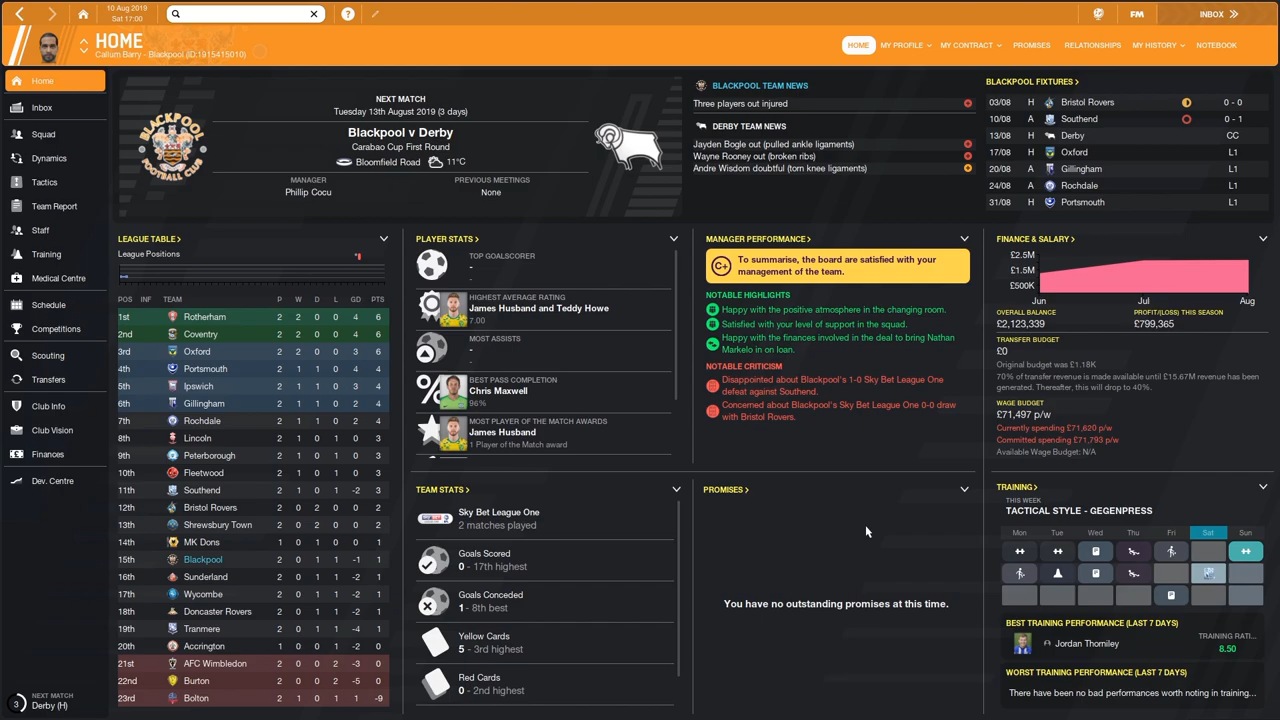 10 Aug 2019
Sat 17:00
?
FM
INBOX
HOME
Callum Barry - Blackpool (ID:1915415010)
HOME
MY PROFILE
MY CONTRACT
PROMISES
RELATIONSHIPS
MY HISTORY
NOTEBOOK
Home
Inbox
Squad
Dynamics
Tactics
Team Report
Staff
Training
Medical Centre
Schedule
Competitions
Scouting
Transfers
Club Info
Club Vision
Finances
Dev. Centre
3 NEXT MATCH
Derby (H)
BLACKPOOL
FOOTBALL CLUB
NEXT MATCH
Tuesday 13th August 2019 (3 days)
Blackpool v Derby
Carabao Cup First Round
Bloomfield Road 11°C
MANAGER PREVIOUS MEETINGS
Phillip Cocu None
BLACKPOOL TEAM NEWS
Three players out injured
DERBY TEAM NEWS
Jayden Bogle out (pulled ankle ligaments)
Wayne Rooney out (broken ribs)
Andre Wisdom doubtful (torn knee ligaments)
BLACKPOOL FIXTURES >
03/08 H Bristol Rovers 0 - 0
10/08 A Southend 0 - 1
13/08 H Derby CC
17/08 H Oxford L1
20/08 A Gillingham L1
24/08 A Rochdale L1
31/08 H Portsmouth L1
LEAGUE TABLE >
League Positions
POS INF TEAM P W D L GD PTS
1st Rotherham 2 2 0 0 4 6
2nd Coventry 2 2 0 0 4 6
3rd Oxford 2 2 0 0 3 6
4th Portsmouth 2 2 0 0 3 6
5th Ipswich 2 1 1 0 3 4
6th Gillingham 2 1 1 0 2 4
7th Rochdale 2 1 1 0 2 4
8th Lincoln 2 1 0 1 0 3
9th Peterborough 2 1 0 1 0 3
10th Fleetwood 2 1 0 1 0 3
11th Southend 2 1 0 1 -2 3
12th Bristol Rovers 2 0 2 0 0 2
13th Shrewsbury Town 2 0 2 0 0 2
14th MK Dons 1 0 1 0 0 1
15th Blackpool 2 0 1 1 -1 1
16th Sunderland 2 0 1 1 -2 1
17th Wycombe 2 0 1 1 -2 1
18th Doncaster Rovers 2 0 1 1 -2 1
19th Tranmere 2 0 1 1 -4 1
20th Accrington 1 0 0 1 -2 0
21st AFC Wimbledon 2 0 0 2 -3 0
22nd Burton 2 0 0 2 -5 0
23rd Bolton 2 1 0 1 1 -9
PLAYER STATS >
TOP GOALSCORER
-
-
HIGHEST AVERAGE RATING
James Husband and Teddy Howe
7.00
MOST ASSISTS
-
-
BEST PASS COMPLETION
Chris Maxwell
96%
MOST PLAYER OF THE MATCH AWARDS
James Husband
1 Player of the Match award
TEAM STATS >
Sky Bet League One
2 matches played
Goals Scored
0 - 17th highest
Goals Conceded
1 - 8th best
Yellow Cards
5 - 3rd highest
Red Cards
0 - 2nd highest
MANAGER PERFORMANCE >
C+ To summarise, the board are satisfied with your
management of the team.
NOTABLE HIGHLIGHTS
Happy with the positive atmosphere in the changing room.
Satisfied with your level of support in the squad.
Happy with the finances involved in the deal to bring Nathan
Markelo in on loan.
NOTABLE CRITICISM
Disappointed about Blackpool's 1-0 Sky Bet League One
defeat against Southend.
Concerned about Blackpool's Sky Bet League One 0-0 draw
with Bristol Rovers.
PROMISES >
You have no outstanding promises at this time.
FINANCE & SALARY >
£2.5M
£1.5M
£500K
Jun Jul Aug
OVERALL BALANCE PROFIT/(LOSS) THIS SEASON
£2,123,339 £799,365
TRANSFER BUDGET
£0
Original budget was £1.18K
70% of transfer revenue is made available until £15.67M revenue has been
generated. Thereafter, this will drop to 40%.
WAGE BUDGET
£71,497 p/w
Currently spending £71,620 p/w
Committed spending £71,793 p/w
Available Wage Budget: N/A
TRAINING >
THIS WEEK
TACTICAL STYLE - GEGENPRESS
Mon Tue Wed Thu Fri Sat Sun
BEST TRAINING PERFORMANCE (LAST 7 DAYS)
Jordan Thorniley
TRAINING RATI...
8.50
WORST TRAINING PERFORMANCE (LAST 7 DAYS)
There have been no bad performances worth noting in training...